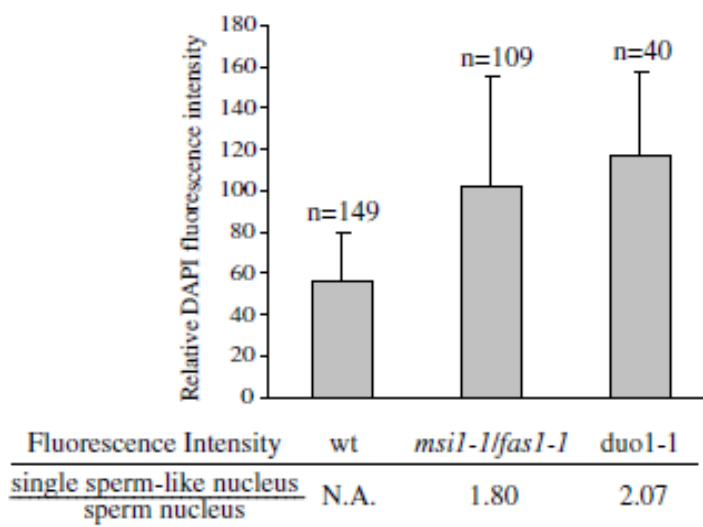 Relative DAPI fluorescence intensity
180
160
140
120
100
80
60
40
20
0
n=149
n=109
n=40
Fluorescence Intensity wt msi1-1/fas1-1 duo1-1
single sperm-like nucleus N.A. 1.80 2.07
sperm nucleus